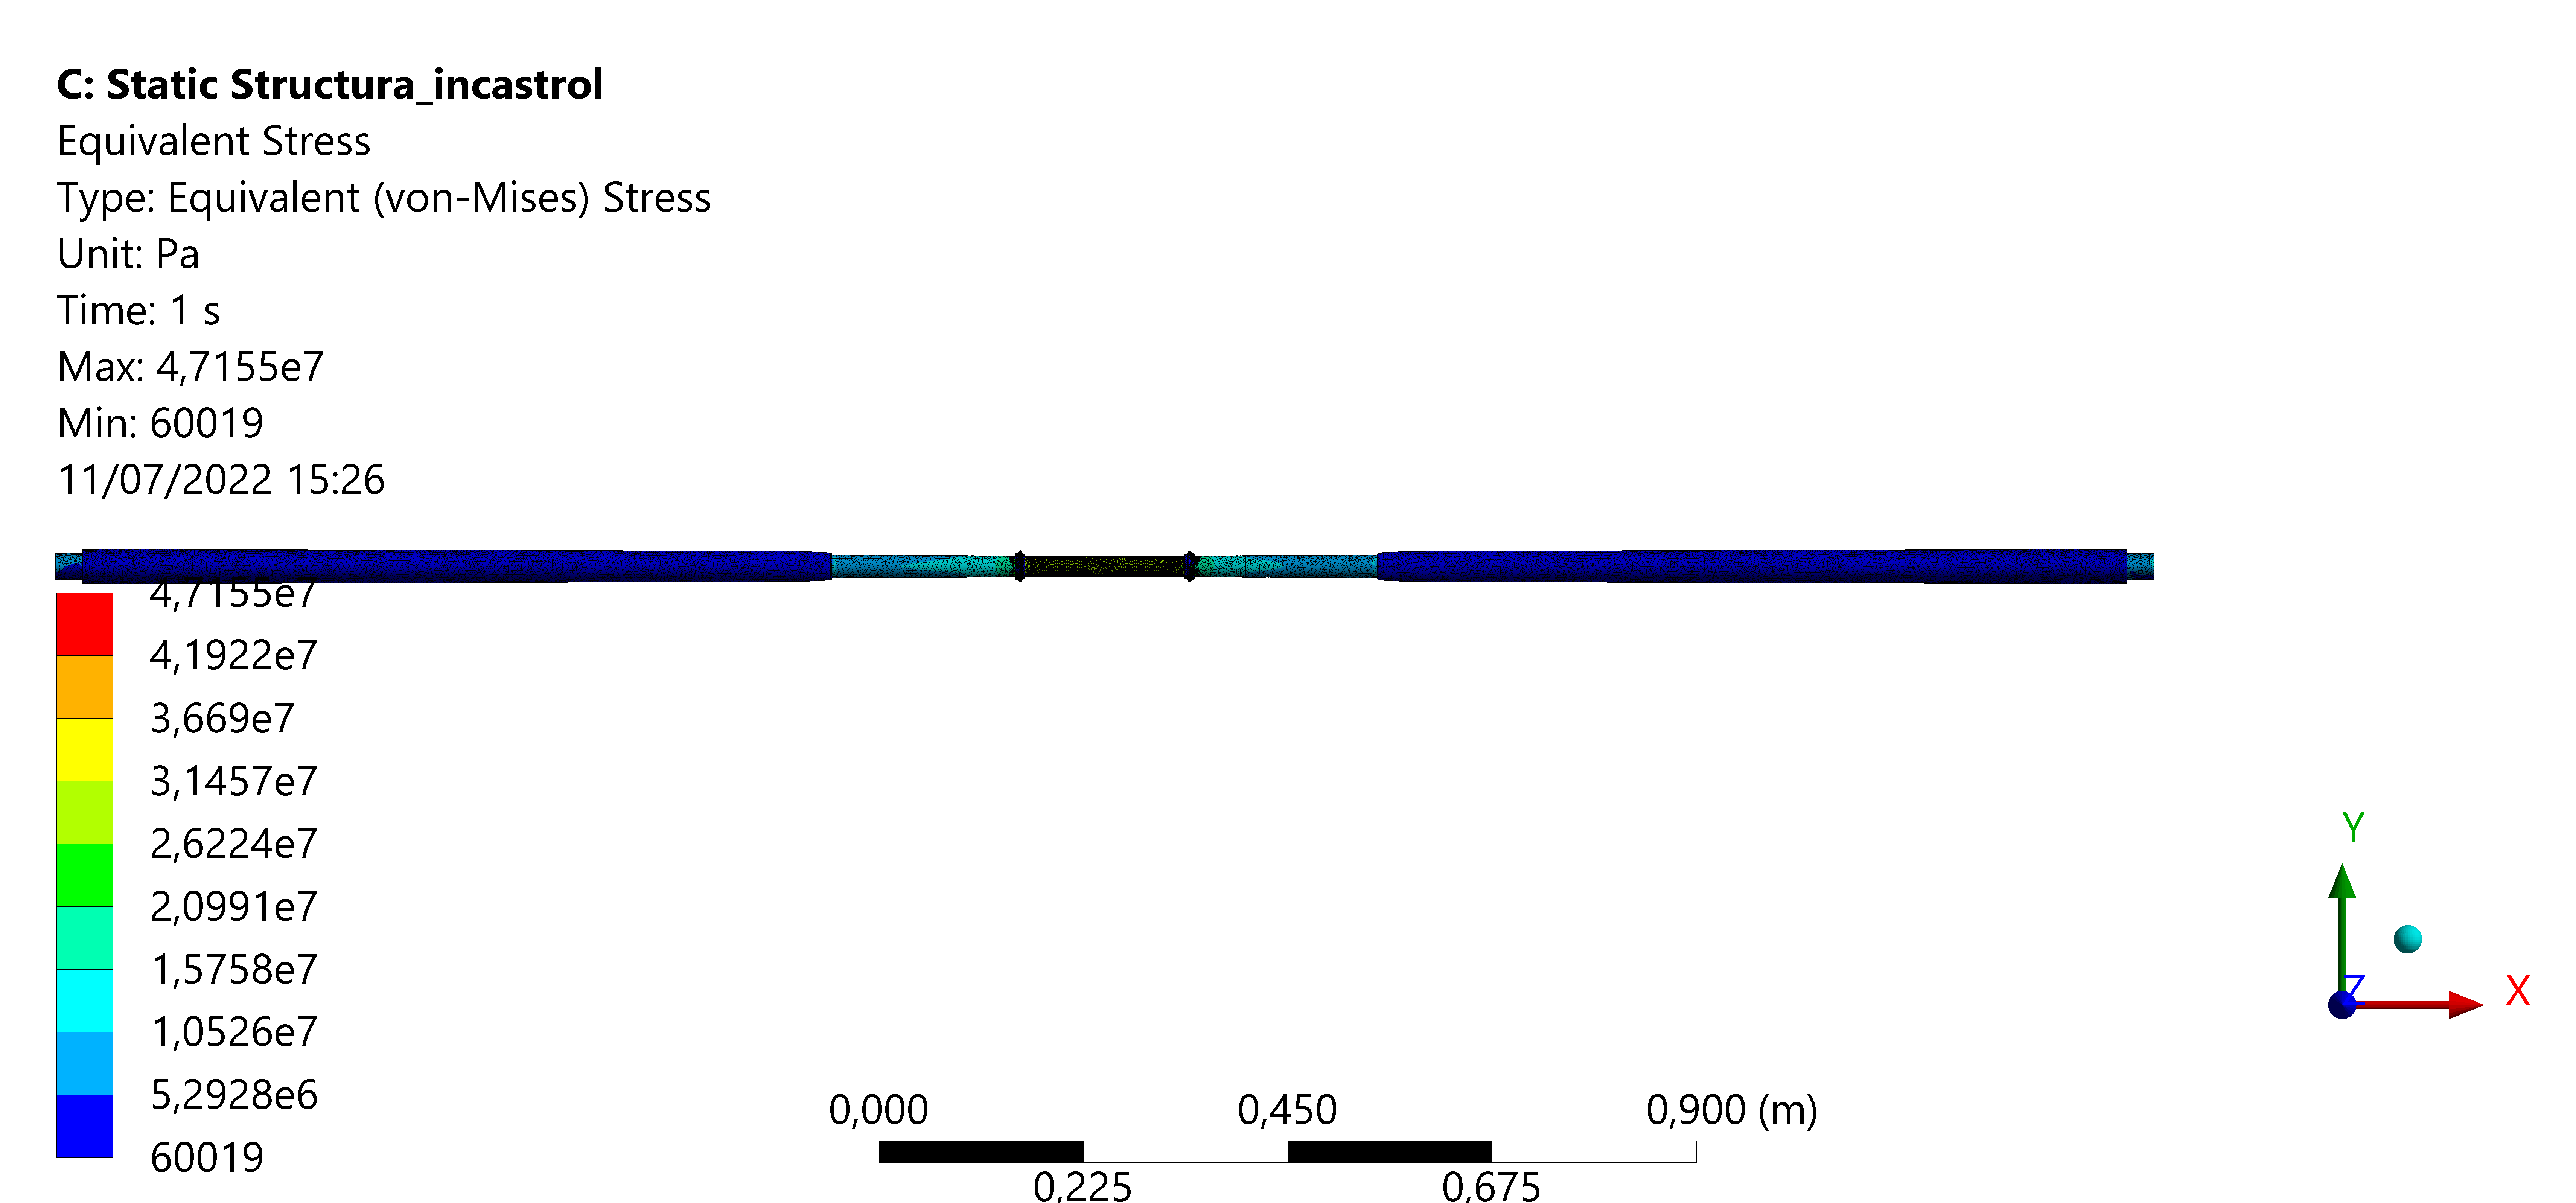 C: Static Structura_incastrol
Equivalent Stress
Type: Equivalent (von-Mises) Stress
Unit: Pa
Time: 1 s
Max: 4,7155e7
Min: 60019
11/07/2022 15:26
4,7155e7
4,1922e7
3,669e7
3,1457e7
2,6224e7
2,0991e7
1,5758e7
1,0526e7
5,2928e6
60019
0,000 0,450 0,900 (m)
0,225 0,675
Y
Z X